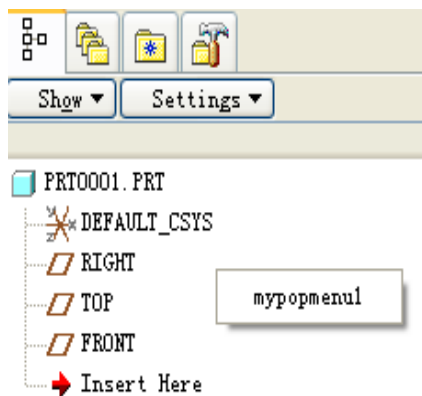 Show Settings
PRT0001.PRT
DEFAULT_CSYS
RIGHT
TOP mypopmenu1
FRONT
Insert Here